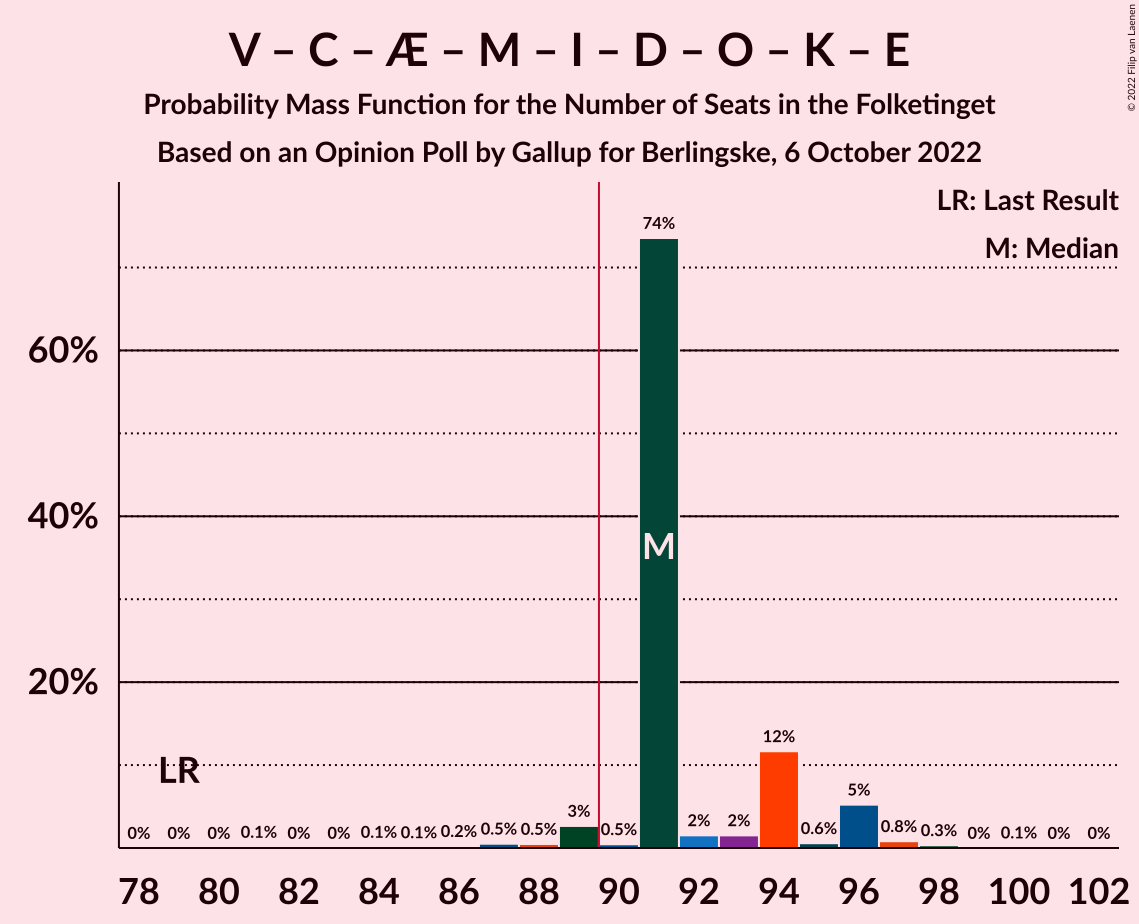 V – C – Æ – M – I – D – O – K – E
Probability Mass Function for the Number of Seats in the Folketinget
Based on an Opinion Poll by Gallup for Berlingske, 6 October 2022
© 2022 Filip van Laenen
LR: Last Result
M: Median
74%
60%
40%
M
20%
LR
12%
5%
3%
2% 2%
0% 0% 0% 0.1% 0% 0% 0.1% 0.1% 0.2% 0.5% 0.5% 0.5% 0.6% 0.8% 0.3% 0% 0.1% 0% 0%
78 80 82 84 86 88 90 92 94 96 98 100 102